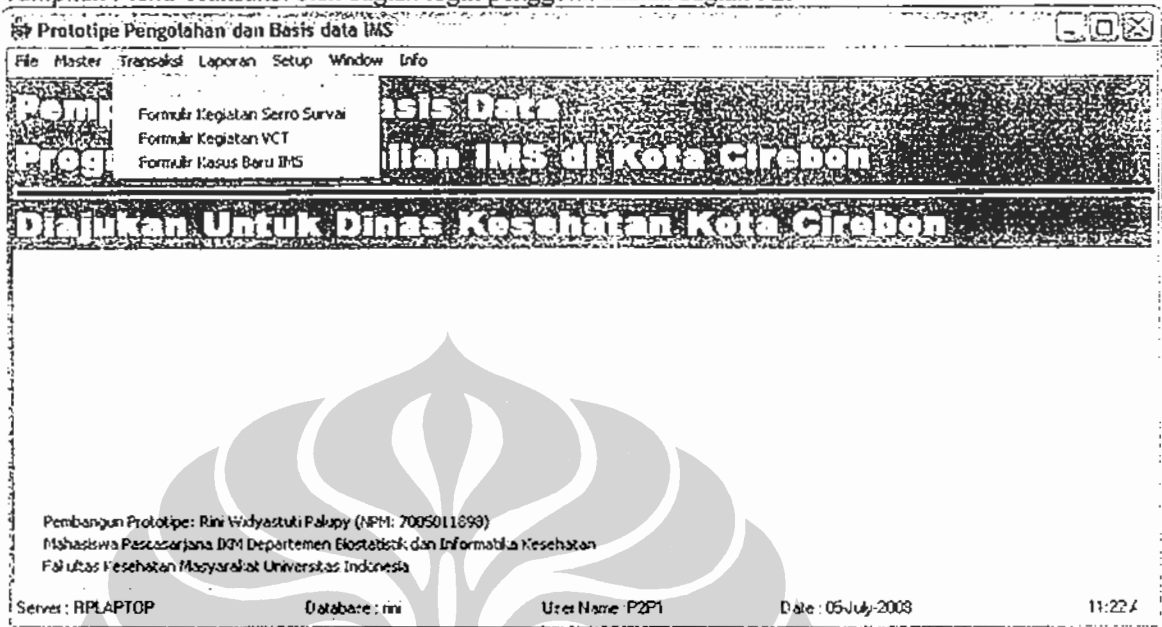 Prototipe Pengolahan dan Basis data IMS
File Master Transaksi Laporan Setup Window Info
Formulir Kegiatan Serro Survai
Formulir Kegiatan VCT
Formulir Kasus Baru IMS
Pem asis Data
Prog lian IMS di Kota Cirebon
Diajukan Untuk Dinas Kesehatan Kota Cirebon
Pembangun Prototipe: Rini Widyastuti Palupy (NPM: 7005011898)
Mahasiswa Pascasarjana IKM Departemen Biostatistik dan Informatika Kesehatan
Fakultas Kesehatan Masyarakat Universitas Indonesia
Server : RPLAPTOP Database : rini User Name : P2P1 Date : 05-July-2008 11:22